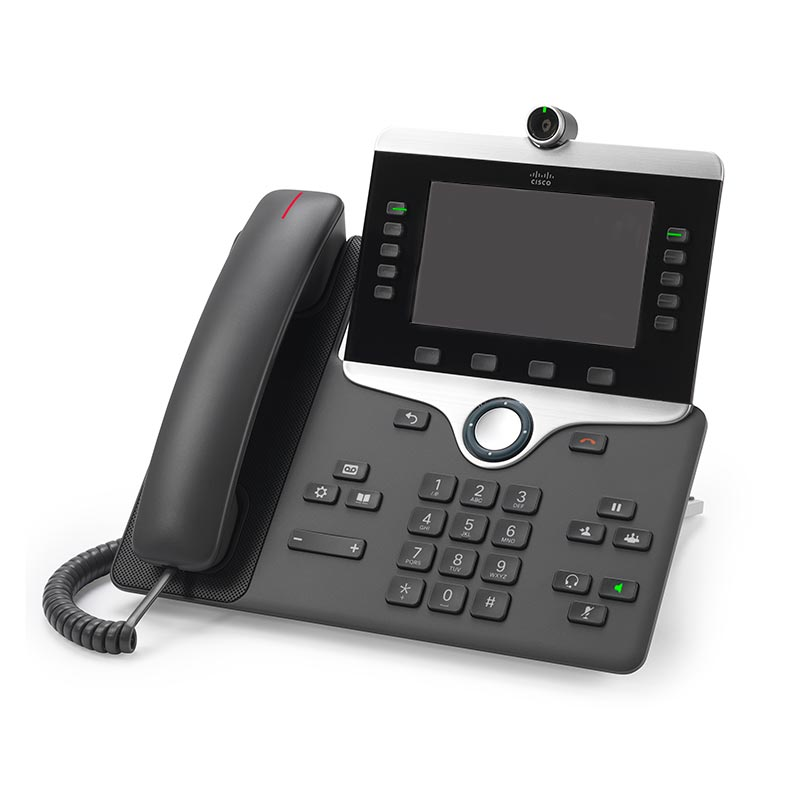 CISCO
1
2
ABC
3
DEF
4
GHI
5
JKL
6
MNO
7
PQRS
8
TUV
9
WXYZ
*
+
0
#
− +